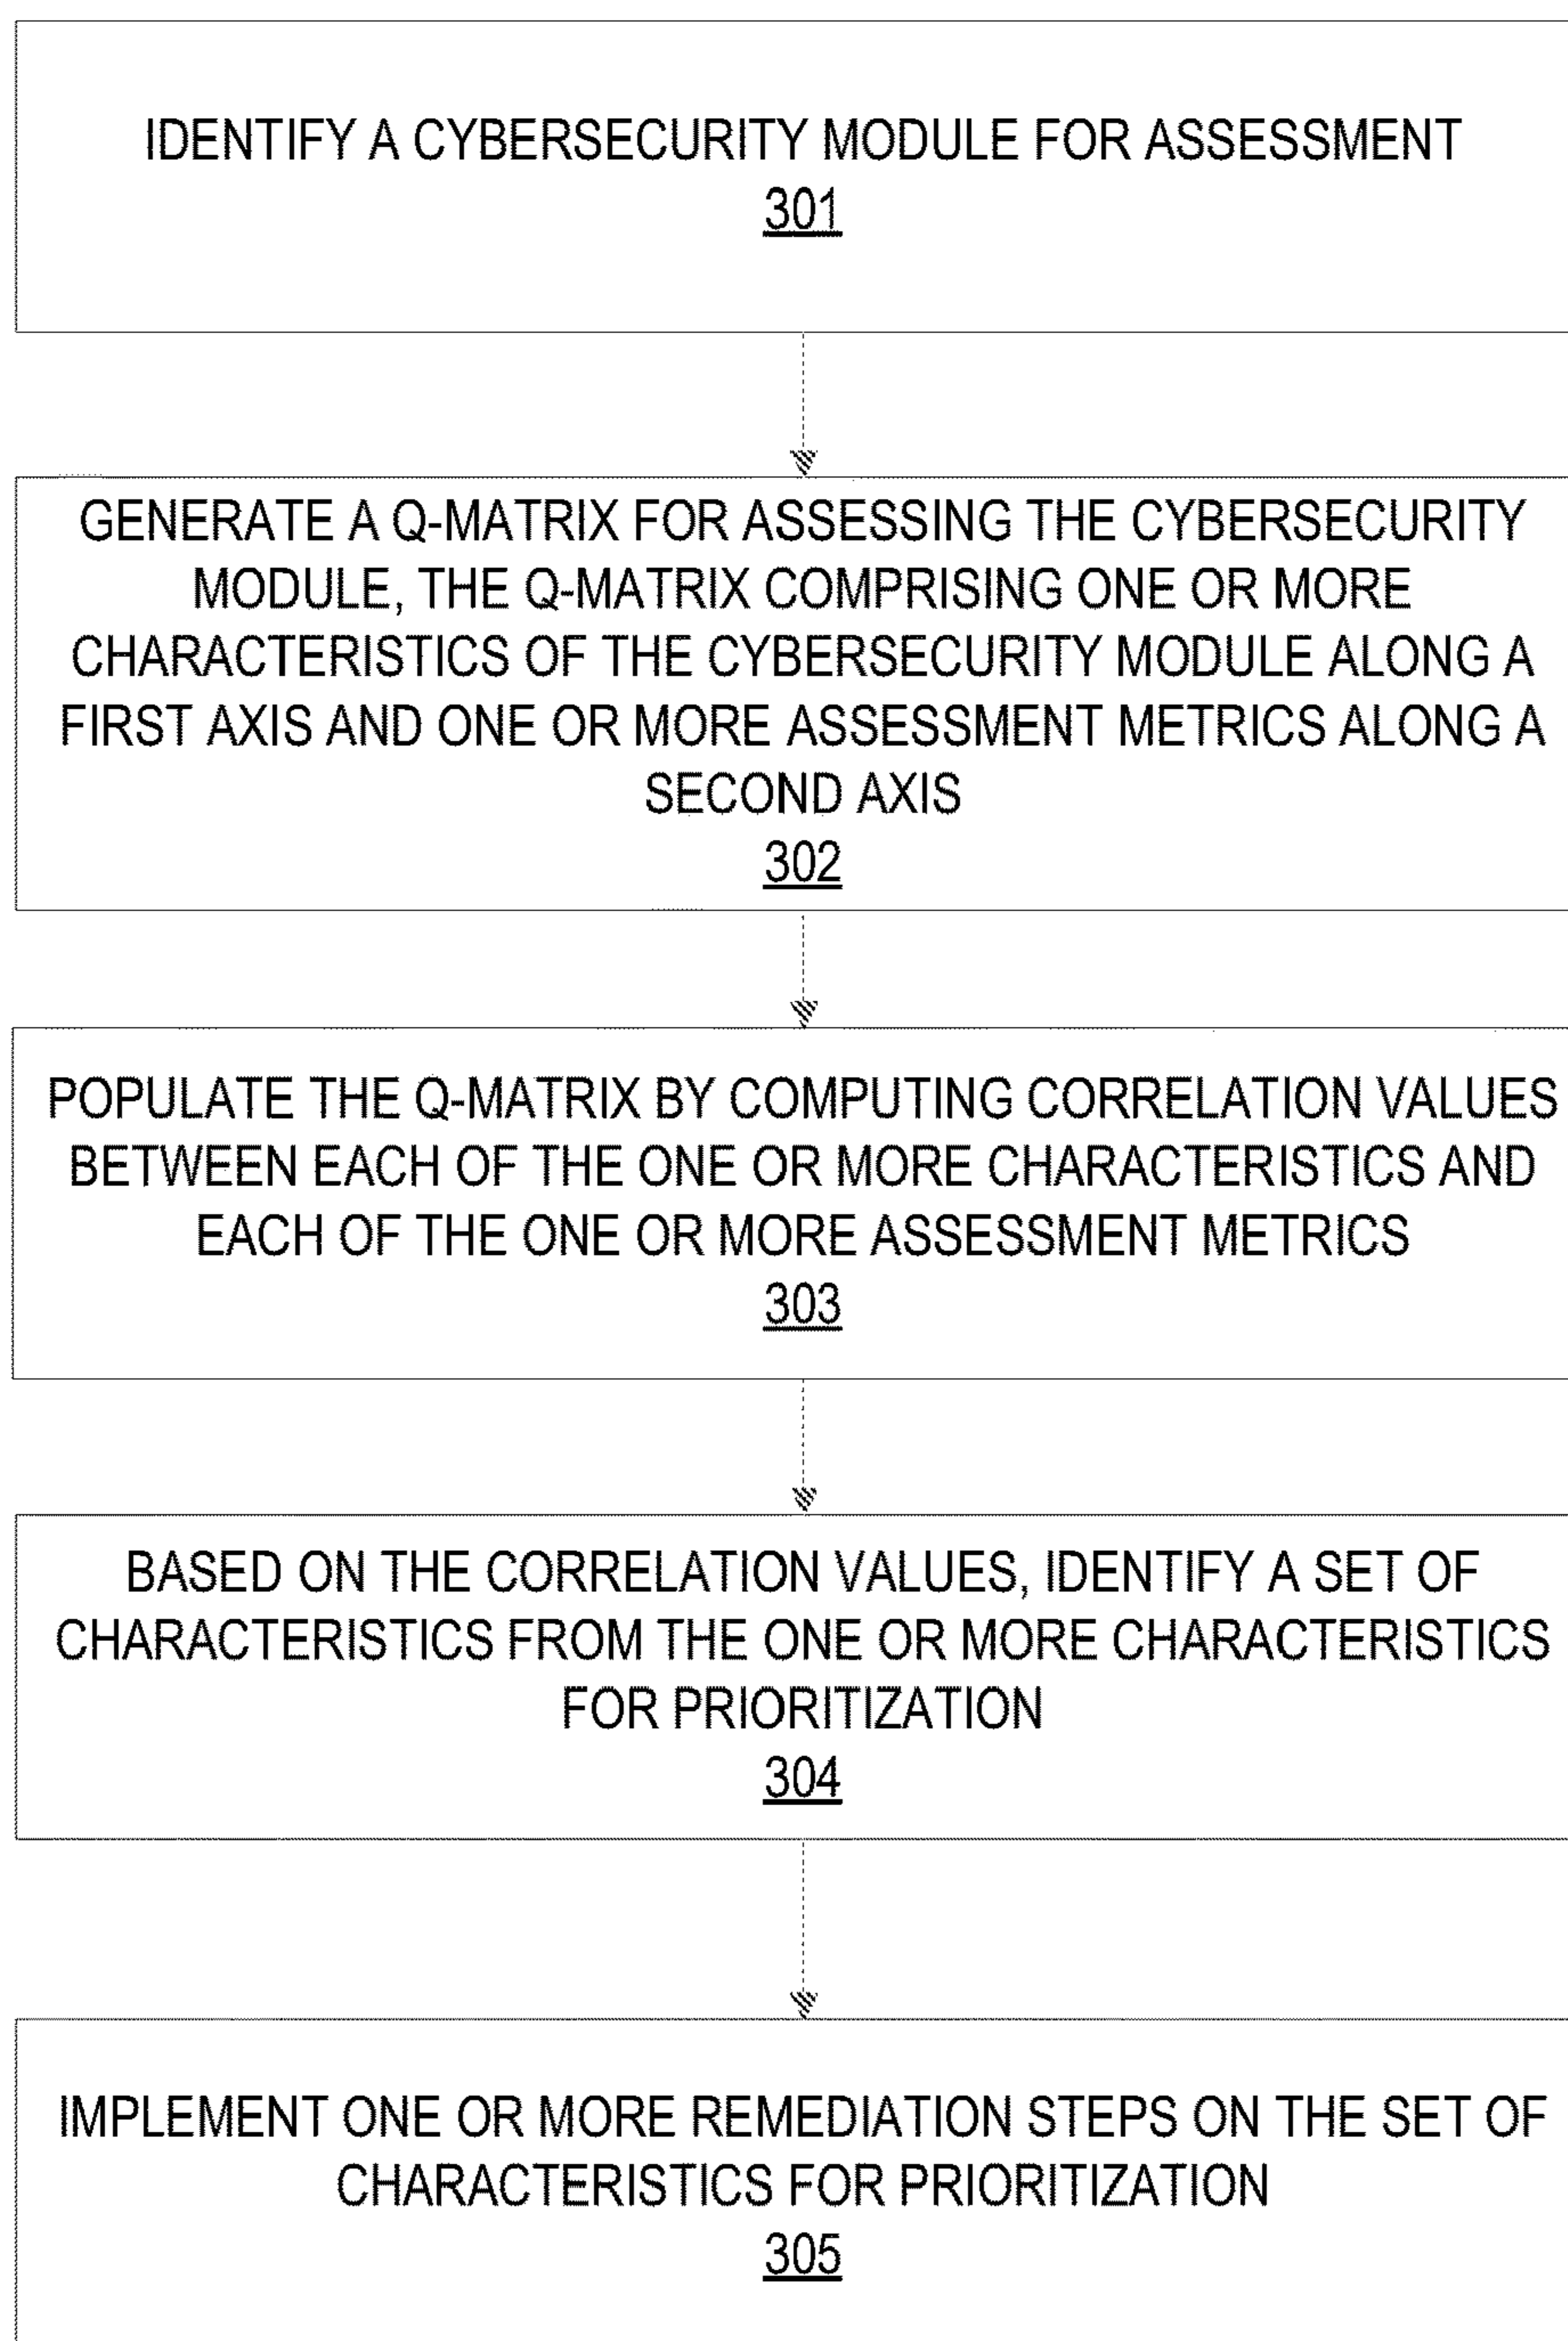 IDENTIFY A CYBERSECURITY MODULE FOR ASSESSMENT
301
GENERATE A Q-MATRIX FOR ASSESSING THE CYBERSECURITY
MODULE, THE Q-MATRIX COMPRISING ONE OR MORE
CHARACTERISTICS OF THE CYBERSECURITY MODULE ALONG A
FIRST AXIS AND ONE OR MORE ASSESSMENT METRICS ALONG A
SECOND AXIS
302
POPULATE THE Q-MATRIX BY COMPUTING CORRELATION VALUES
BETWEEN EACH OF THE ONE OR MORE CHARACTERISTICS AND
EACH OF THE ONE OR MORE ASSESSMENT METRICS
303
BASED ON THE CORRELATION VALUES, IDENTIFY A SET OF
CHARACTERISTICS FROM THE ONE OR MORE CHARACTERISTICS
FOR PRIORITIZATION
304
IMPLEMENT ONE OR MORE REMEDIATION STEPS ON THE SET OF
CHARACTERISTICS FOR PRIORITIZATION
305